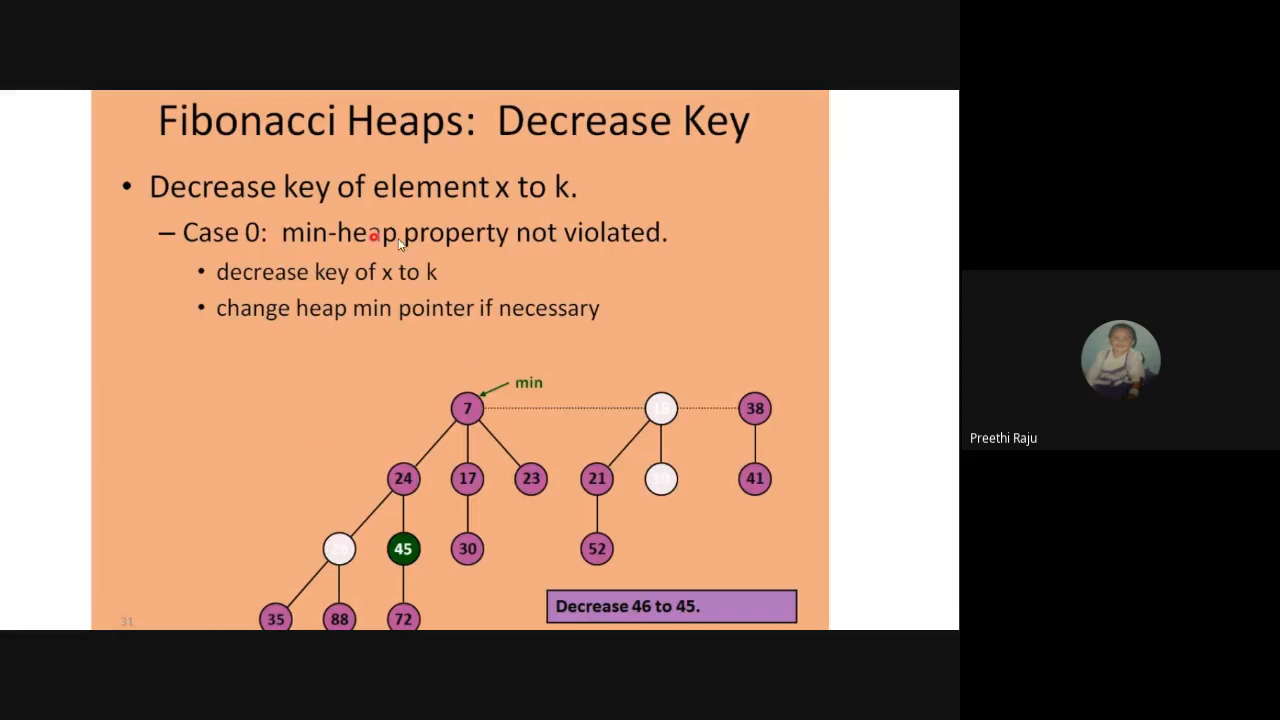 Fibonacci Heaps: Decrease Key
• Decrease key of element x to k.
– Case 0: min-heap property not violated.
• decrease key of x to k
• change heap min pointer if necessary
min
7 18 38
24 17 23 21 41
45 30 52
Decrease 46 to 45.
35 88 72
31
Preethi Raju